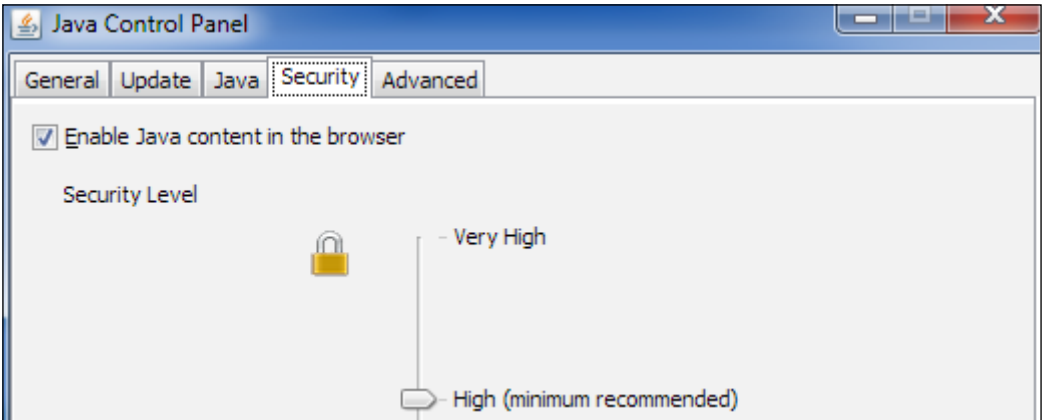 Java Control Panel
General Update Java Security Advanced
Enable Java content in the browser
Security Level
Very High
High (minimum recommended)